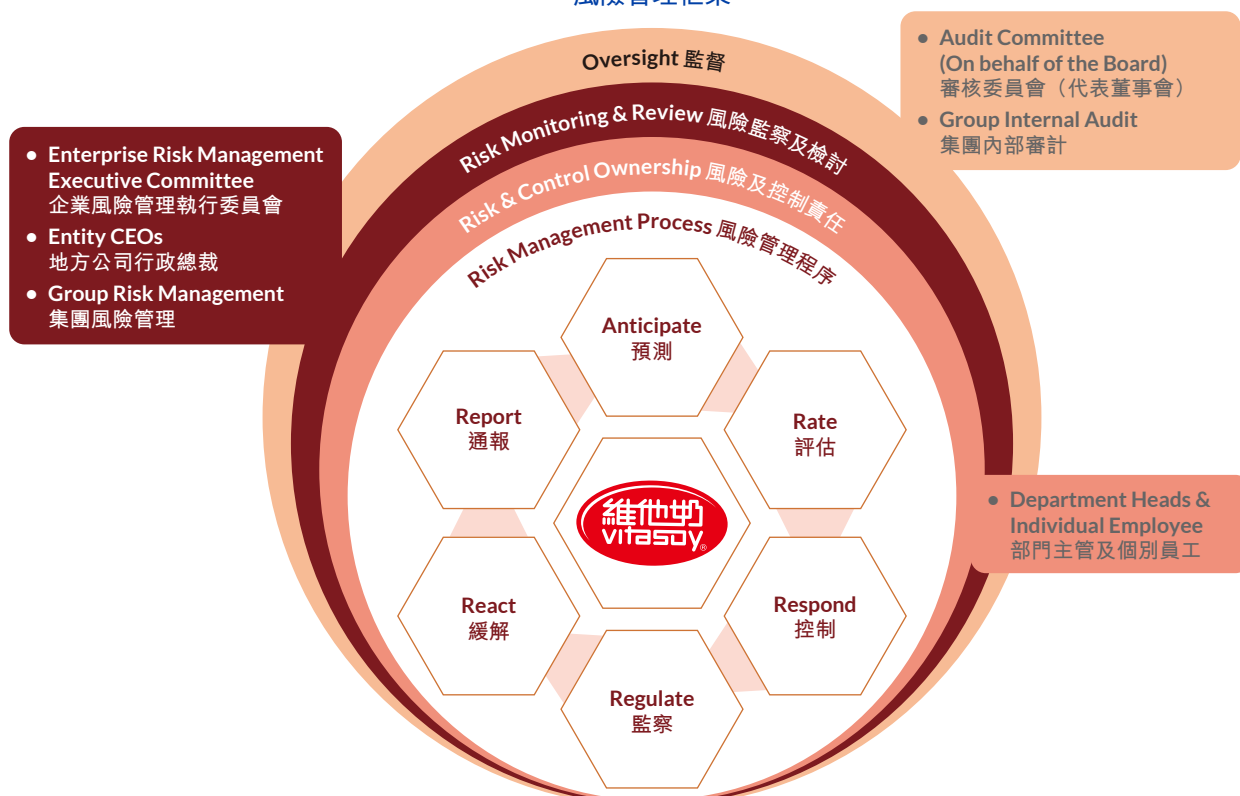 風險管理框架
Oversight 監督
Risk Monitoring & Review 風險監察及檢討
Risk & Control Ownership 風險及控制責任
Risk Management Process 風險管理程序
● Audit Committee
(On behalf of the Board)
審核委員會（代表董事會）
● Group Internal Audit
集團內部審計
● Enterprise Risk Management
Executive Committee
企業風險管理執行委員會
● Entity CEOs
地方公司行政總裁
● Group Risk Management
集團風險管理
● Department Heads &
Individual Employee
部門主管及個別員工
Anticipate
預測
Rate
評估
Respond
控制
Regulate
監察
React
緩解
Report
通報
維他奶
vitasoy®